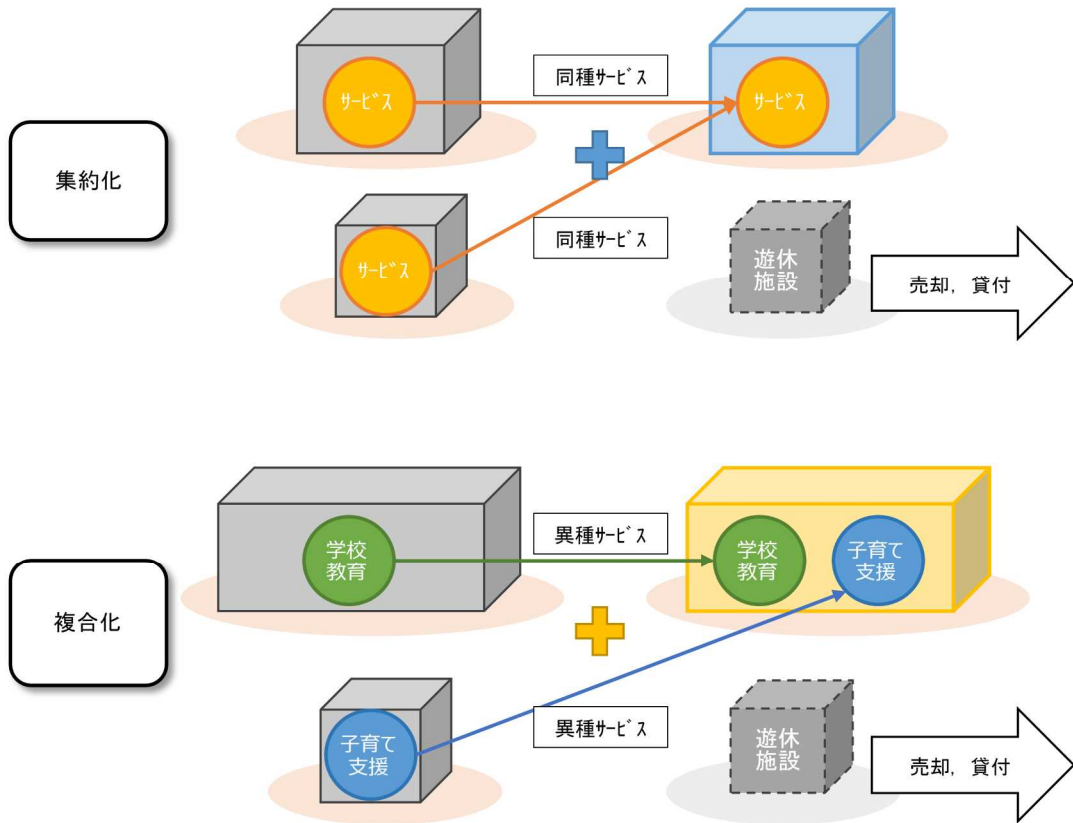 集約化
サービス
同種サービス
サービス
サービス
同種サービス
遊休
施設
売却，貸付
複合化
学校
教育
異種サービス
学校
教育
子育て
支援
子育て
支援
異種サービス
遊休
施設
売却，貸付